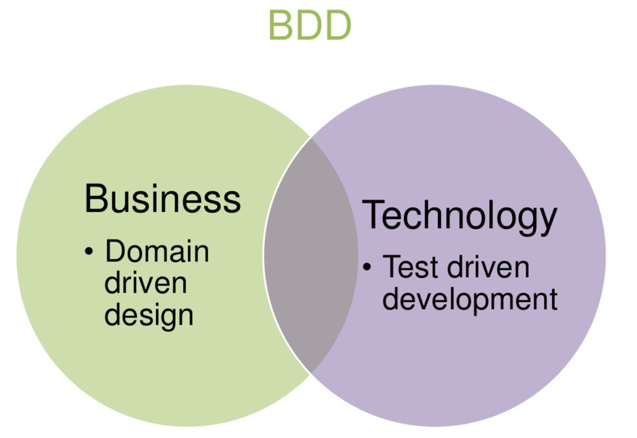 BDD
Business
• Domain
driven
design
Technology
• Test driven
development